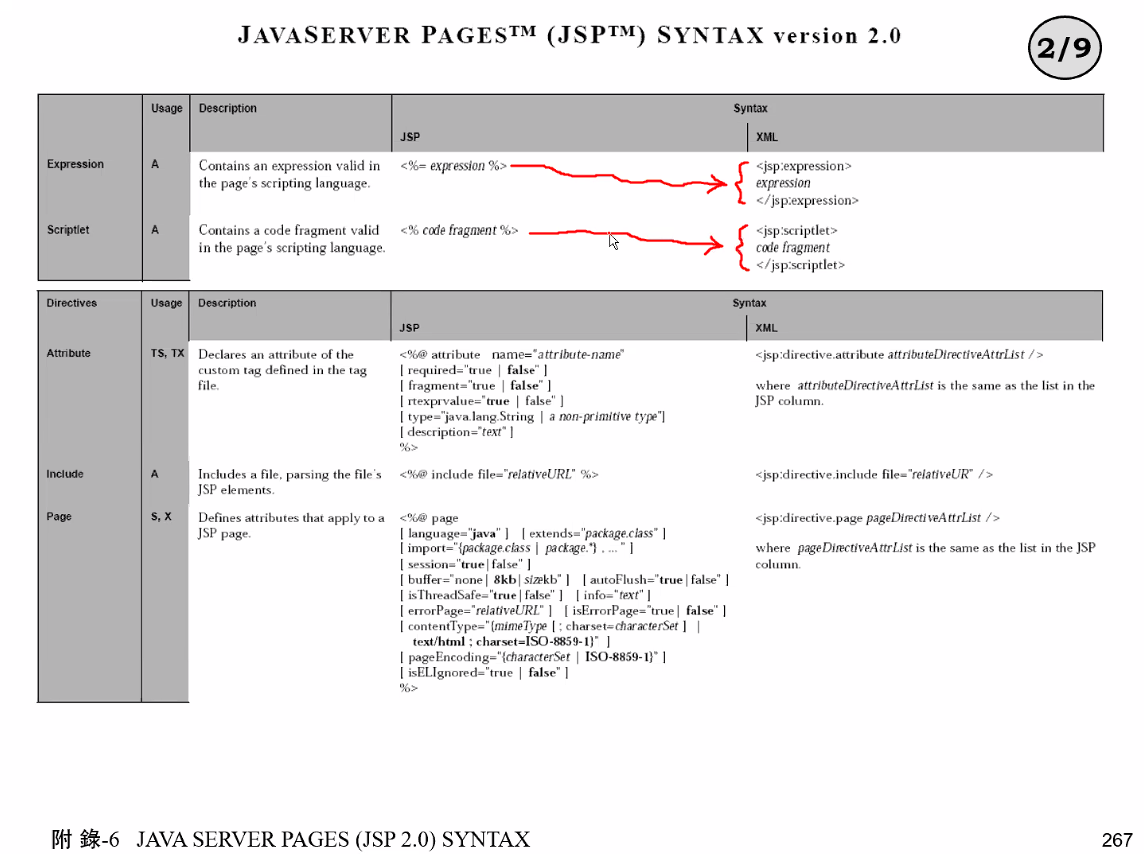 JAVASERVER PAGES™ (JSP™) SYNTAX version 2.0
2/9
Usage Description Syntax
JSP XML
Expression A Contains an expression valid in <%= expression %> <jsp:expression>
the page's scripting language. expression
</jsp:expression>
Scriptlet A Contains a code fragment valid <% code fragment %> <jsp:scriptlet>
in the page's scripting language. code fragment
</jsp:scriptlet>
Directives Usage Description Syntax
JSP XML
Attribute TS, TX Declares an attribute of the <%@ attribute name="attribute-name" <jsp:directive.attribute attributeDirectiveAttrList />
custom tag defined in the tag [ required="true | false" ]
file. [ fragment="true | false" ] where attributeDirectiveAttrList is the same as the list in the
[ rtexprvalue="true | false" ] JSP column.
[ type="java.lang.String | a non-primitive type"]
[ description="text" ]
%>
Include A Includes a file, parsing the file's <%@ include file="relativeURL" %> <jsp:directive.include file="relativeUR" />
JSP elements.
Page S, X Defines attributes that apply to a <%@ page <jsp:directive.page pageDirectiveAttrList />
JSP page. [ language="java" ] [ extends="package.class" ]
[ import="{package.class | package.*} , ... " ] where pageDirectiveAttrList is the same as the list in the JSP
[ session="true|false" ] column.
[ buffer="none| 8kb|sizekb" ] [ autoFlush="true|false" ]
[ isThreadSafe="true|false" ] [ info="text" ]
[ errorPage="relativeURL" ] [ isErrorPage="true| false" ]
[ contentType="{mimeType [ ; charset=characterSet ] |
text/html ; charset=ISO-8859-1}" ]
[ pageEncoding="{characterSet | ISO-8859-1}" ]
[ isELIgnored="true | false" ]
%>
附 錄-6 JAVA SERVER PAGES (JSP 2.0) SYNTAX
267